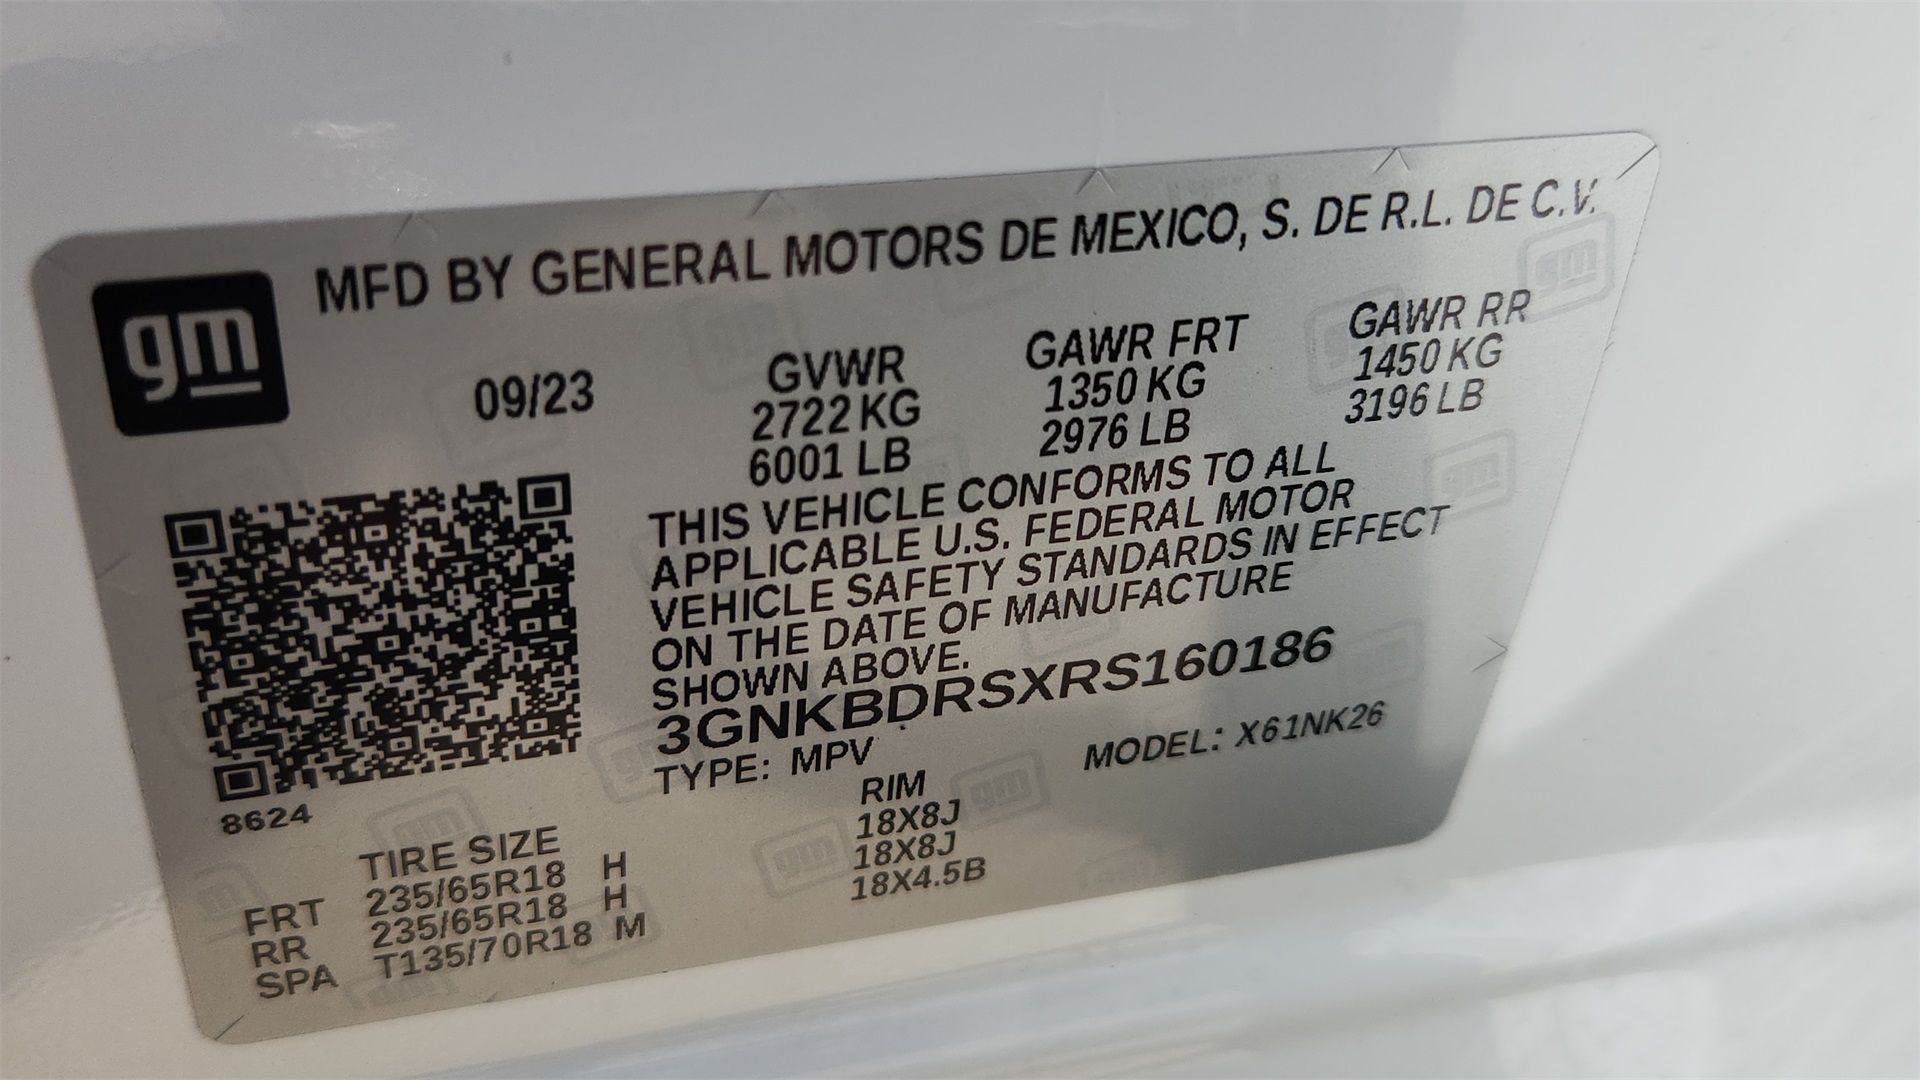 gm
MFD BY GENERAL MOTORS DE MEXICO, S. DE R.L. DE C.V.
09/23
GVWR GAWR FRT GAWR RR
2722 KG 1350 KG 1450 KG
6001 LB 2976 LB 3196 LB
THIS VEHICLE CONFORMS TO ALL
APPLICABLE U.S. FEDERAL MOTOR
VEHICLE SAFETY STANDARDS IN EFFECT
ON THE DATE OF MANUFACTURE
SHOWN ABOVE.
3GNKBDRSXRS160186
TYPE: MPV MODEL: X61NK26
8624
TIRE SIZE RIM
FRT 235/65R18 H 18X8J
RR 235/65R18 H 18X8J
SPA T135/70R18 M 18X4.5B